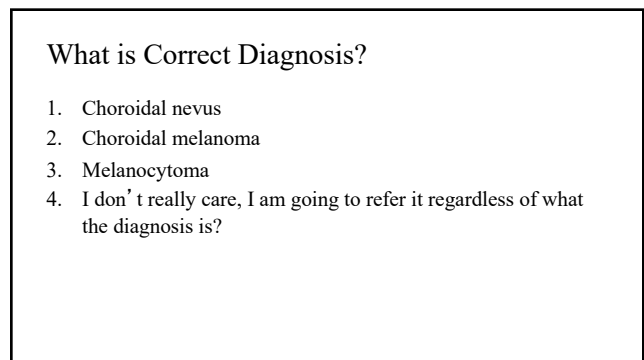 What is Correct Diagnosis?
1. Choroidal nevus
2. Choroidal melanoma
3. Melanocytoma
4. I don’t really care, I am going to refer it regardless of what
the diagnosis is?